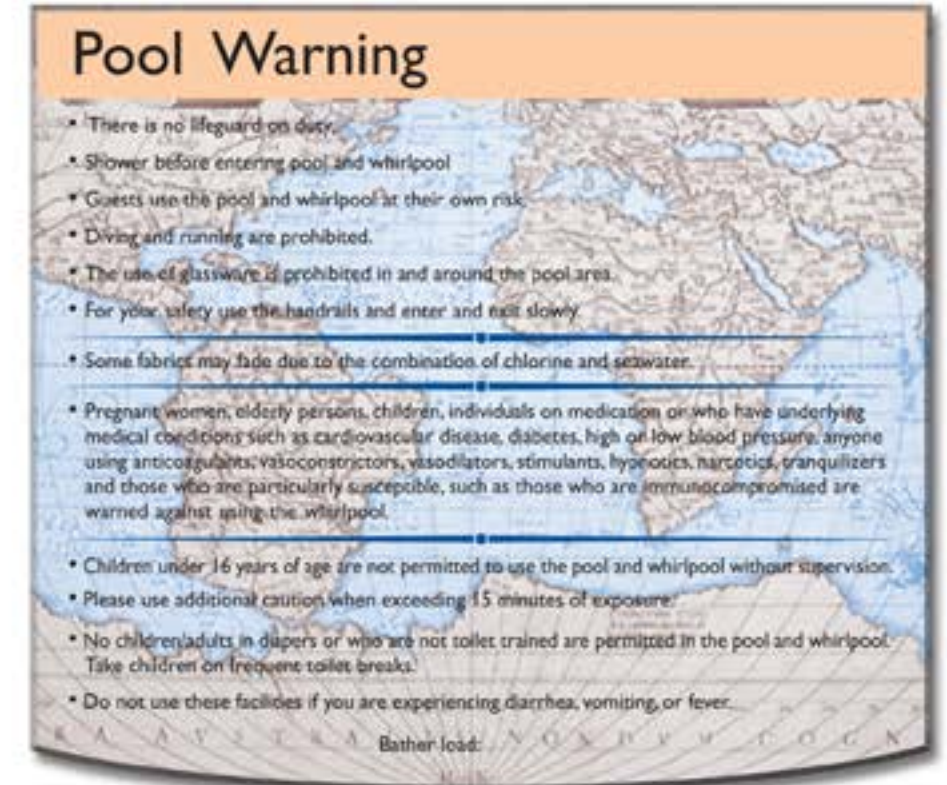 Pool Warning
• There is no lifeguard on duty.
• Shower before entering pool and whirlpool
• Guests use the pool and whirlpool at their own risk.
• Diving and running are prohibited.
• The use of glassware is prohibited in and around the pool area.
• For your safety use the handrails and enter and exit slowly.
• Some fabrics may fade due to the combination of chlorine and seawater.
• Pregnant women, elderly persons, children, individuals on medication or who have underlying
medical conditions such as cardiovascular disease, diabetes, high or low blood pressure, anyone
using anticoagulants, vasoconstrictors, vasodilators, stimulants, hypnotics, narcotics, tranquilizers
and those who are particularly susceptible, such as those who are immunocompromised are
warned against using the whirlpool.
• Children under 16 years of age are not permitted to use the pool and whirlpool without supervision.
• Please use additional caution when exceeding 15 minutes of exposure.
• No children/adults in diapers or who are not toilet trained are permitted in the pool and whirlpool.
Take children on frequent toilet breaks.
• Do not use these facilities if you are experiencing diarrhea, vomiting, or fever.
Bather load: